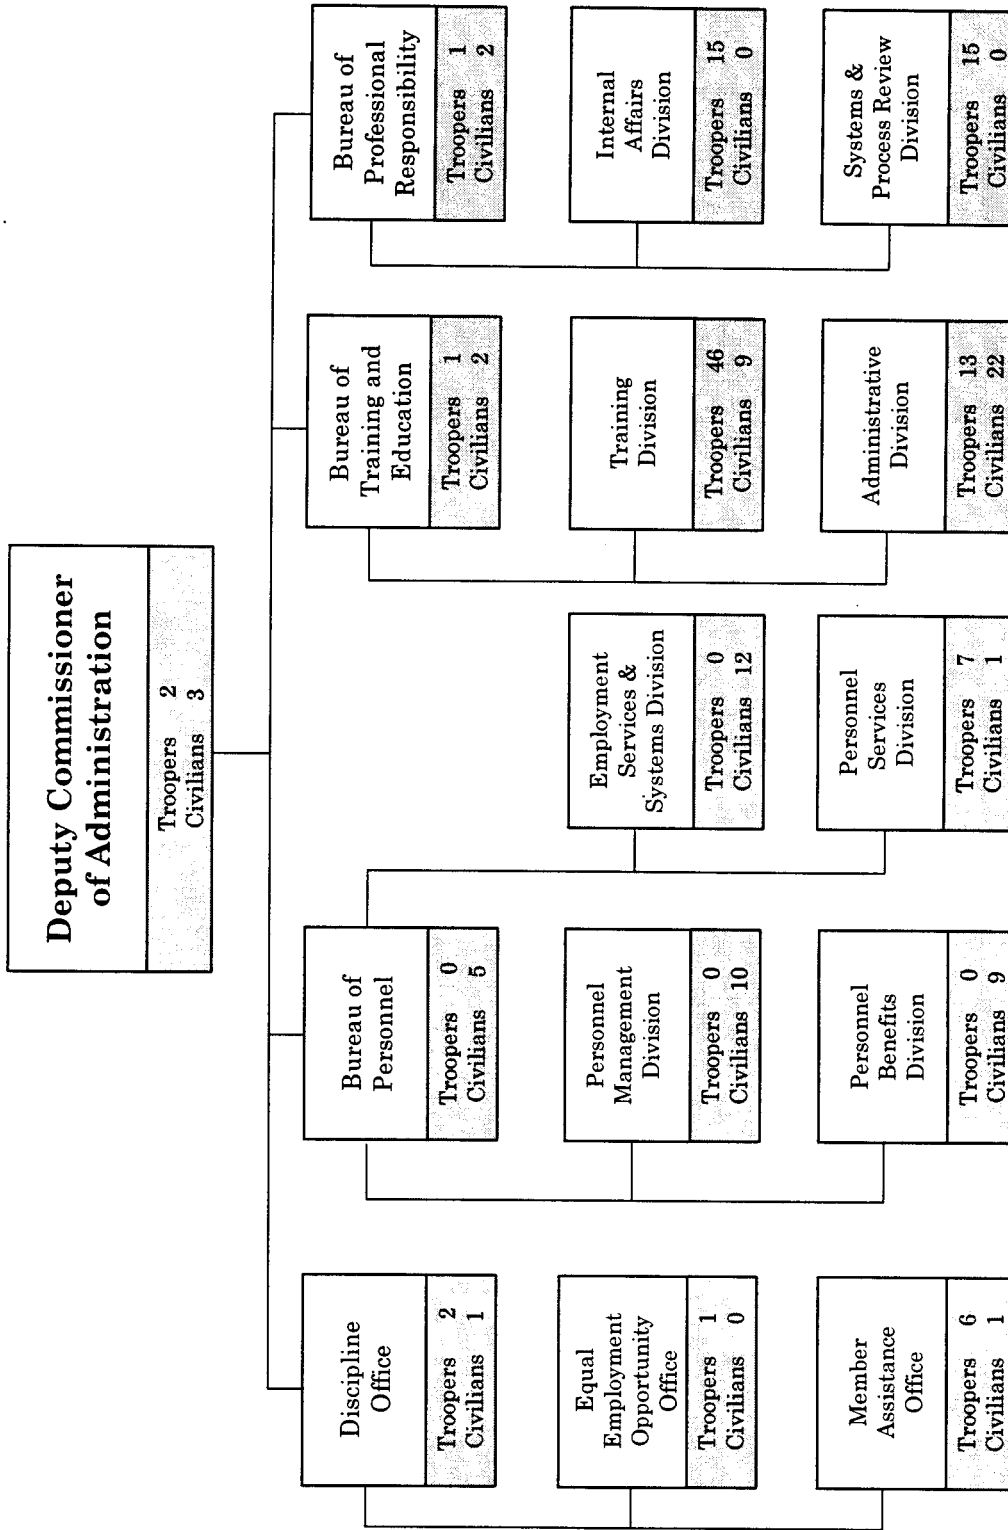 Deputy Commissioner
of Administration
Troopers 2
Civilians 3
Discipline
Office
Troopers 2
Civilians 1
Equal
Employment
Opportunity
Office
Troopers 1
Civilians 0
Member
Assistance
Office
Troopers 6
Civilians 1
Bureau of
Personnel
Troopers 0
Civilians 5
Personnel
Management
Division
Troopers 0
Civilians 10
Personnel
Benefits
Division
Troopers 0
Civilians 9
Employment
Services &
Systems Division
Troopers 0
Civilians 12
Personnel
Services
Division
Troopers 7
Civilians 1
Bureau of
Training and
Education
Troopers 1
Civilians 2
Training
Division
Troopers 46
Civilians 9
Administrative
Division
Troopers 13
Civilians 22
Bureau of
Professional
Responsibility
Troopers 1
Civilians 2
Internal
Affairs
Division
Troopers 15
Civilians 0
Systems &
Process Review
Division
Troopers 15
Civilians 0